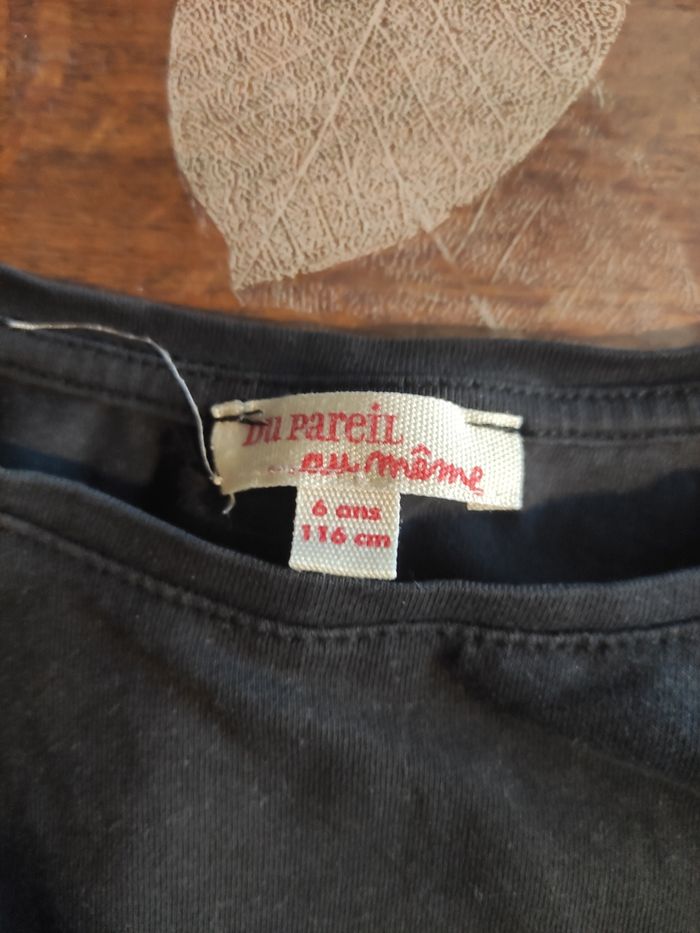 Du Pareil
...au même
6 ans
116 cm